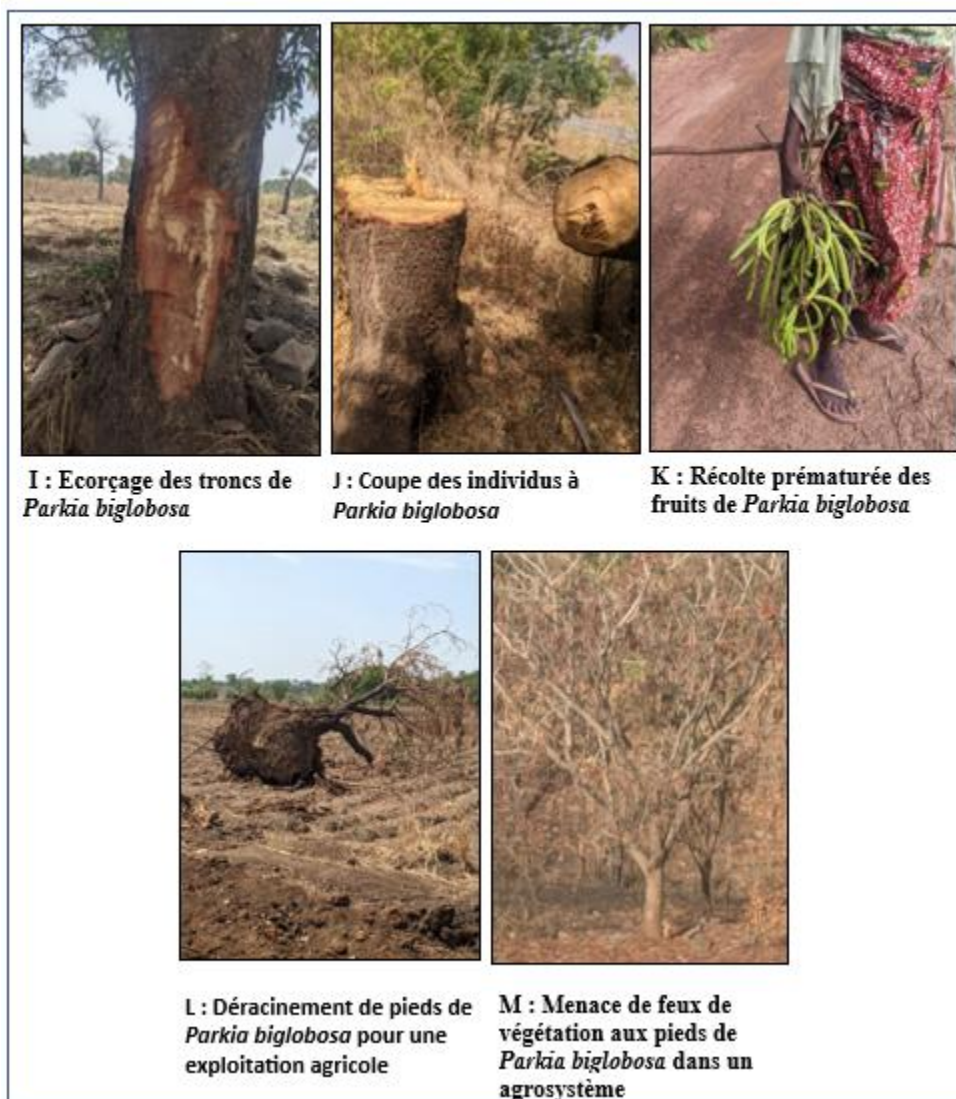 I : Ecorçage des troncs de
Parkia biglobosa
J : Coupe des individus à
Parkia biglobosa
K : Récolte prématurée des
fruits de Parkia biglobosa
L : Déracinement de pieds de
Parkia biglobosa pour une
exploitation agricole
M : Menace de feux de
végétation aux pieds de
Parkia biglobosa dans un
agrosystème